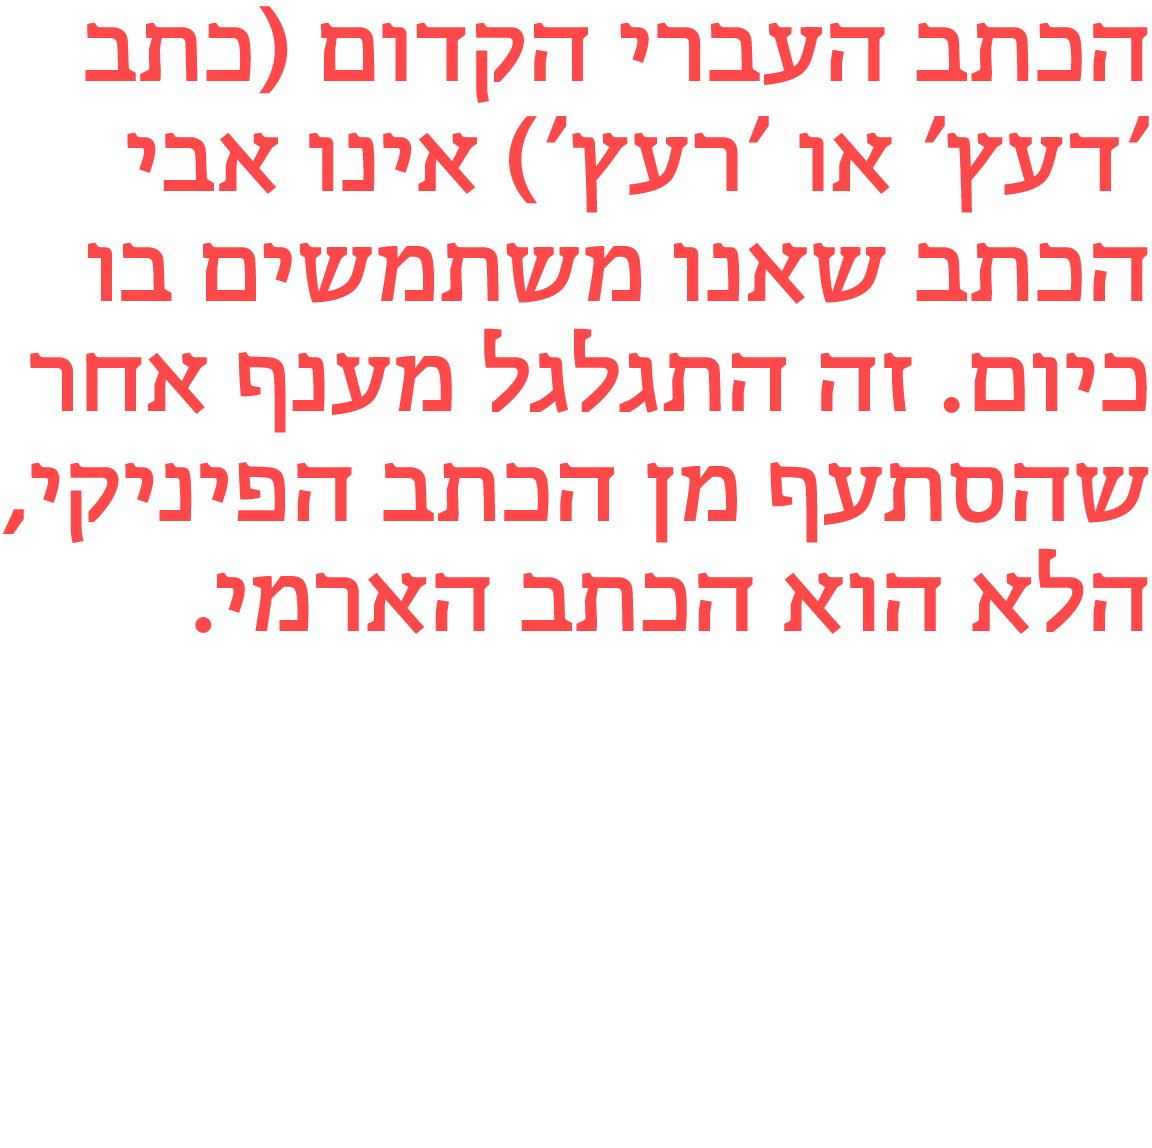 הכתב העברי הקדום (כתב
’דעץ’ או ’רעץ’) אינו אבי
הכתב שאנו משתמשים בו
כיום. זה התגלגל מענף אחר
שהסתעף מן הכתב הפיניקי,
הלא הוא הכתב הארמי.